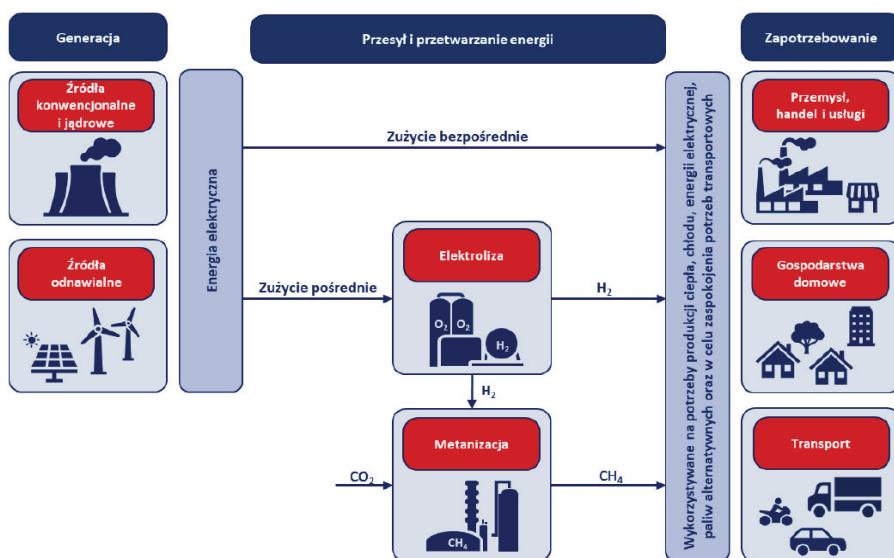 Generacja
Przesył i przetwarzanie energii
Zapotrzebowanie
Źródła
konwencjonalne
i jądrowe
Źródła
odnawialne
Energia elektryczna
Zużycie bezpośrednie
Zużycie pośrednie
Elektroliza
O₂ O₂
H₂
H₂
H₂
CO₂
Metanizacja
CH₄
CH₄
Wykorzystywane na potrzeby produkcji ciepła, chłodu, energii elektrycznej,
paliw alternatywnych oraz w celu zaspokojenia potrzeb transportowych
Przemysł,
handel i usługi
Gospodarstwa
domowe
Transport